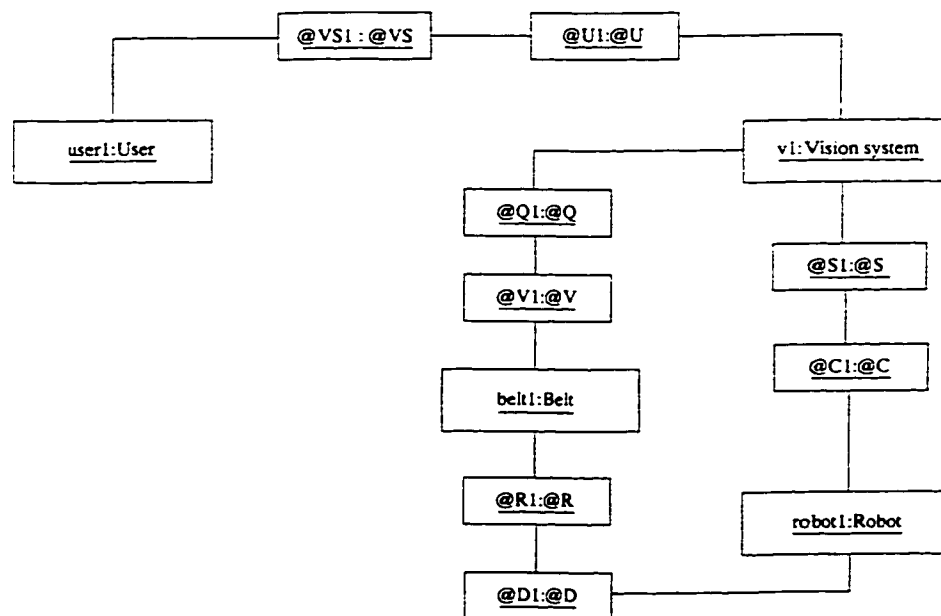 @VS1 : @VS
@U1:@U
user1:User
v1:Vision system
@Q1:@Q
@S1:@S
@V1:@V
@C1:@C
belt1:Belt
@R1:@R
robot1:Robot
@D1:@D